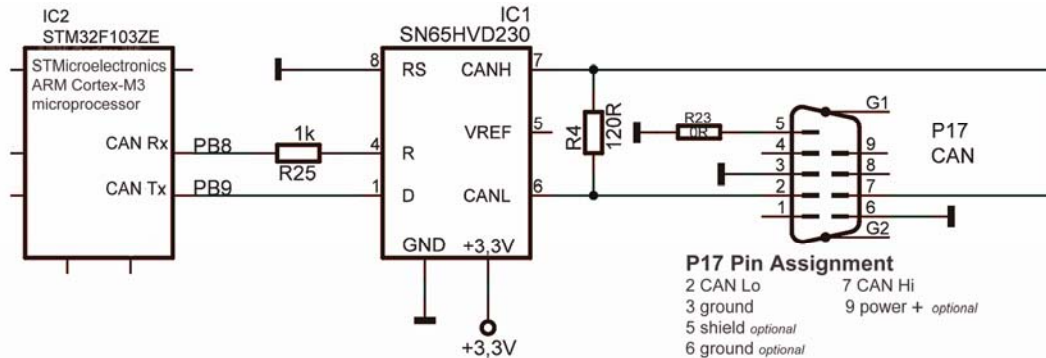 IC2
STM32F103ZE
STMicroelectronics
ARM Cortex-M3
microprocessor
CAN Rx
CAN Tx
PB8
PB9
1k
R25
IC1
SN65HVD230
8
RS
CANH
7
VREF
5
4
R
1
D
CANL
6
GND
+3,3V
+3,3V
R4
120R
R23
0R
G1
5
4
9
3
8
2
7
1
6
G2
P17
CAN
P17 Pin Assignment
2 CAN Lo
7 CAN Hi
3 ground
9 power + optional
5 shield optional
6 ground optional